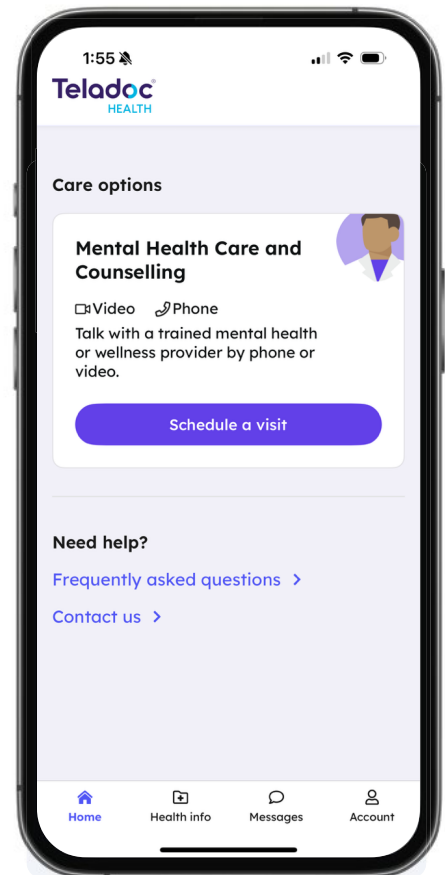 1:55
Teladoc
HEALTH
Care options
Mental Health Care and
Counselling
Video Phone
Talk with a trained mental health
or wellness provider by phone or
video.
Schedule a visit
Need help?
Frequently asked questions
Contact us
Home Health info Messages Account